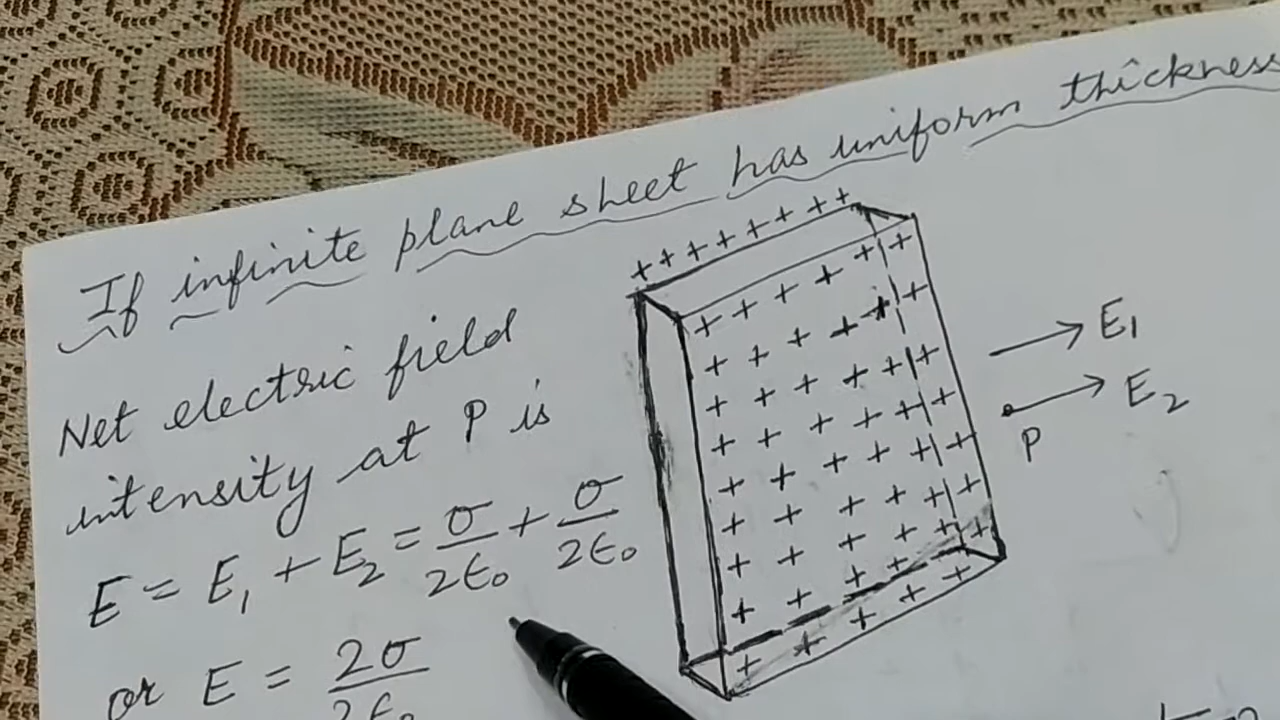 If infinite plane sheet has uniform thickness
Net electric field
intensity at P is
E = E₁ + E₂ = σ/2ε₀ + σ/2ε₀
or E = 2σ/2ε₀
E₁
E₂
P